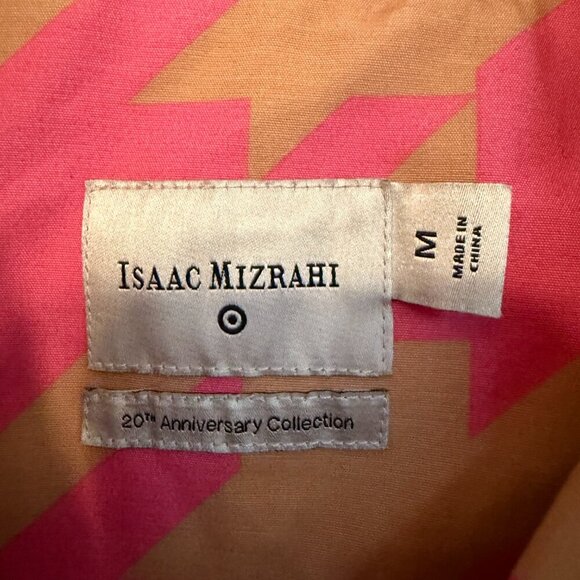 ISAAC MIZRAHI
20TH Anniversary Collection
M
MADE IN
CHINA